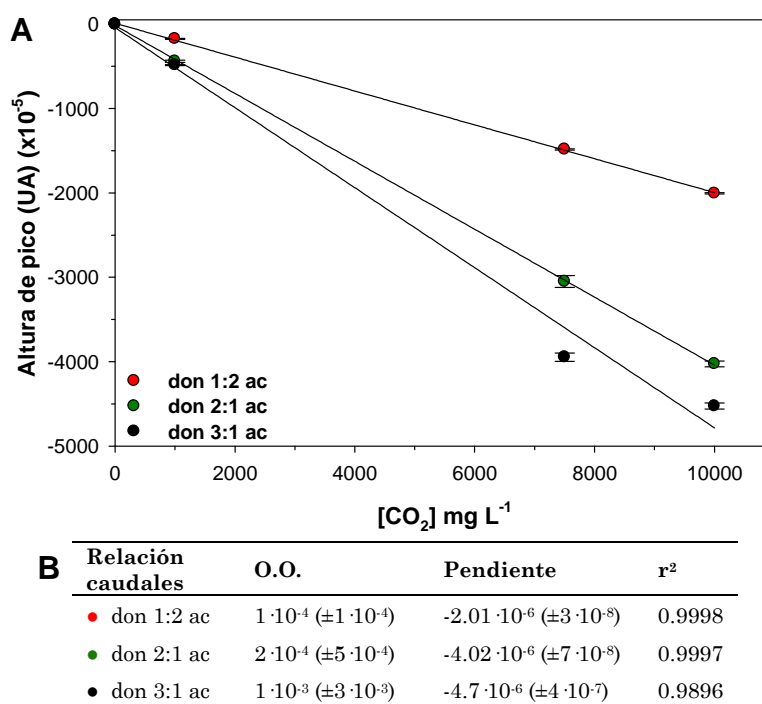 A
Altura de pico (UA) (x10⁻⁵)
0
-1000
-2000
-3000
-4000
-5000
don 1:2 ac
don 2:1 ac
don 3:1 ac
0 2000 4000 6000 8000 10000
[CO₂] mg L⁻¹
B
Relación caudales O.O. Pendiente r²
don 1:2 ac 1·10⁻⁴ (±1·10⁻⁴) -2.01·10⁻⁶ (±3·10⁻⁸) 0.9998
don 2:1 ac 2·10⁻⁴ (±5·10⁻⁴) -4.02·10⁻⁶ (±7·10⁻⁸) 0.9997
don 3:1 ac 1·10⁻³ (±3·10⁻³) -4.7·10⁻⁶ (±4·10⁻⁷) 0.9896